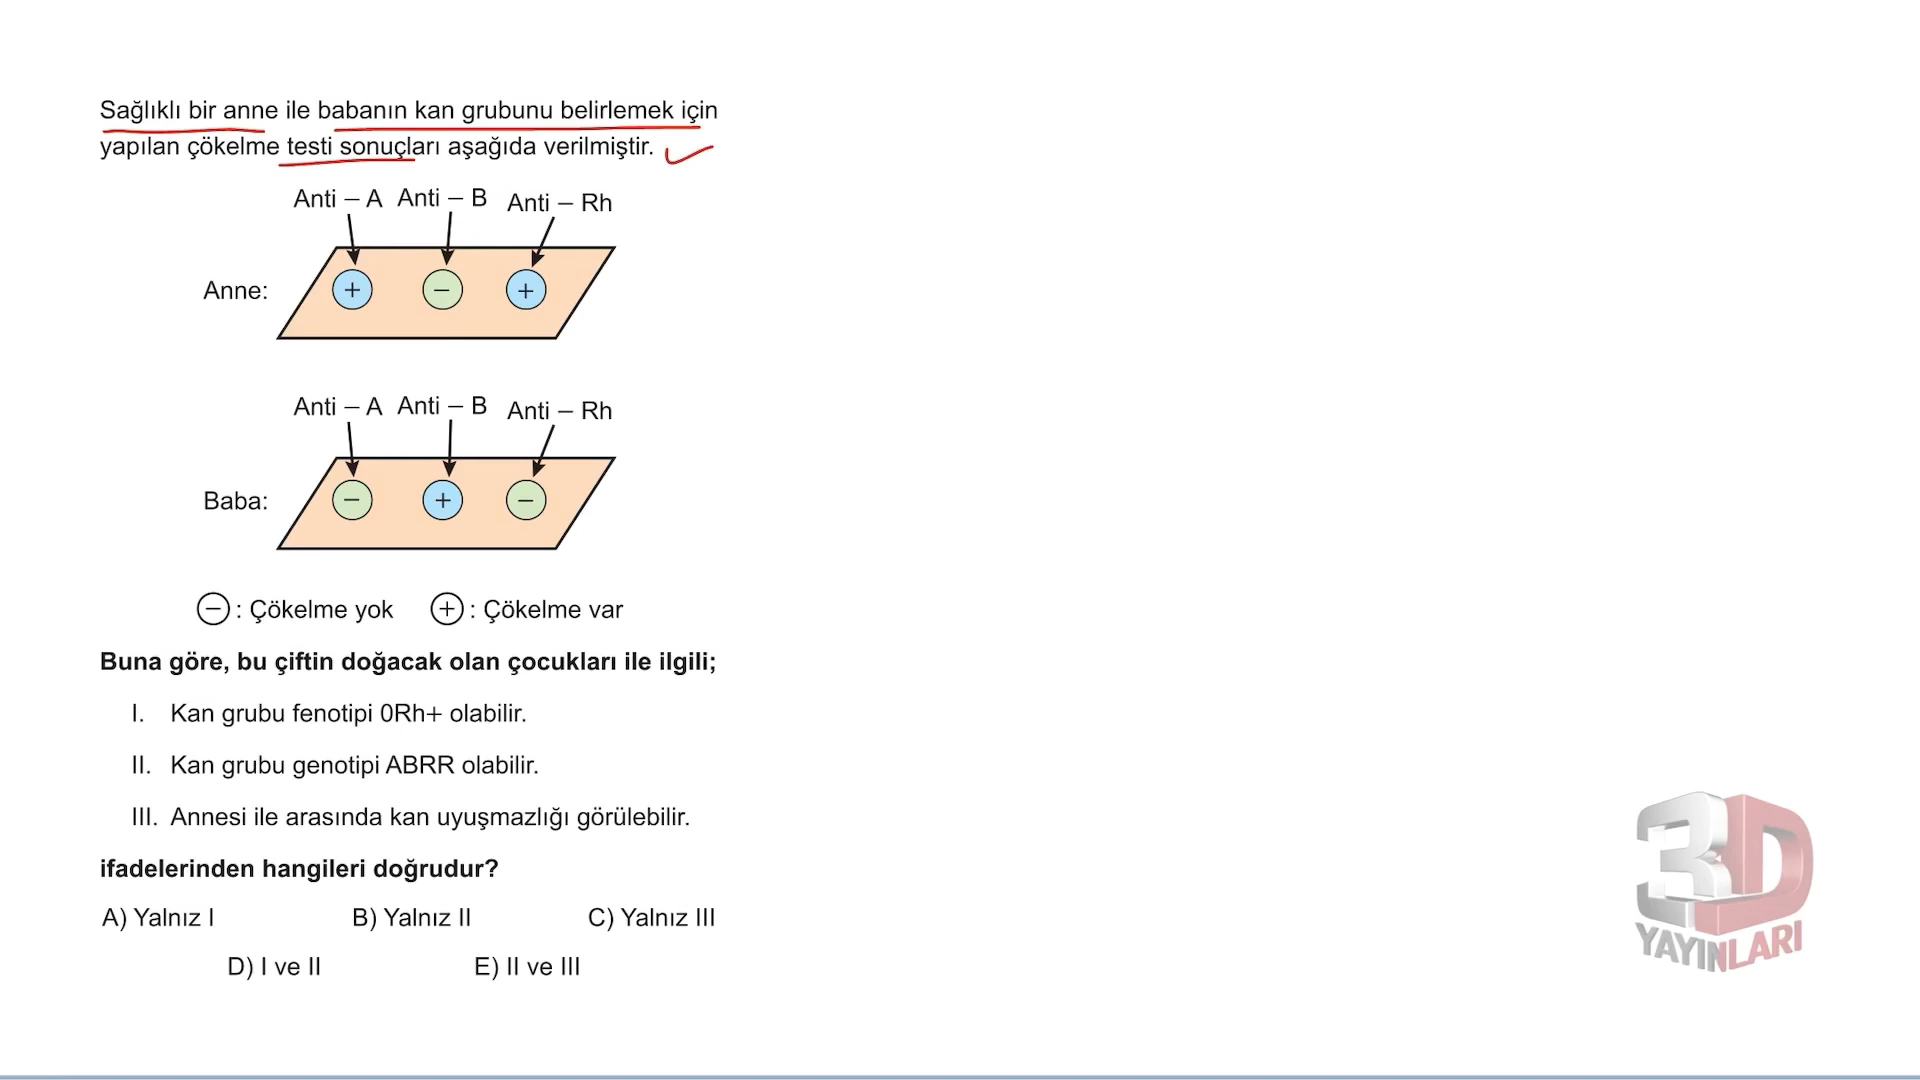 Sağlıklı bir anne ile babanın kan grubunu belirlemek için
yapılan çökelme testi sonuçları aşağıda verilmiştir.
Anti – A Anti – B Anti – Rh
Anne:
+ – +
Anti – A Anti – B Anti – Rh
Baba:
– + –
– : Çökelme yok + : Çökelme var
Buna göre, bu çiftin doğacak olan çocukları ile ilgili;
I. Kan grubu fenotipi 0Rh+ olabilir.
II. Kan grubu genotipi ABRR olabilir.
III. Annesi ile arasında kan uyuşmazlığı görülebilir.
ifadelerinden hangileri doğrudur?
A) Yalnız I B) Yalnız II C) Yalnız III
D) I ve II E) II ve III
3D
YAYINLARI